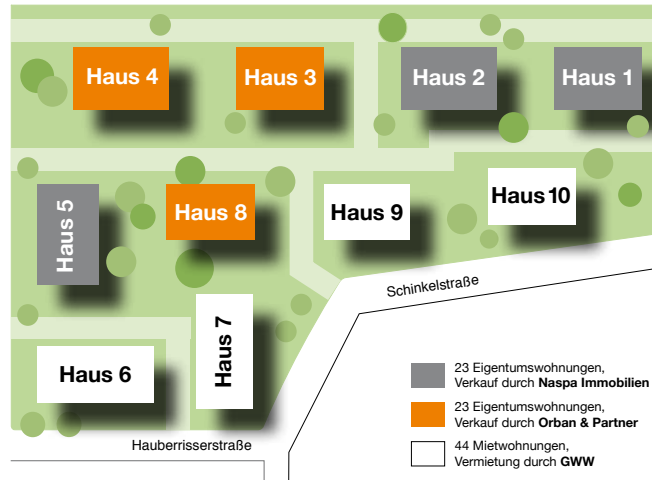 Haus 4
Haus 3
Haus 2
Haus 1
Haus 5
Haus 8
Haus 9
Haus 10
Schinkelstraße
Haus 7
Haus 6
Hauberrisserstraße
23 Eigentumswohnungen,
Verkauf durch Naspa Immobilien
23 Eigentumswohnungen,
Verkauf durch Orban & Partner
44 Mietwohnungen,
Vermietung durch GWW